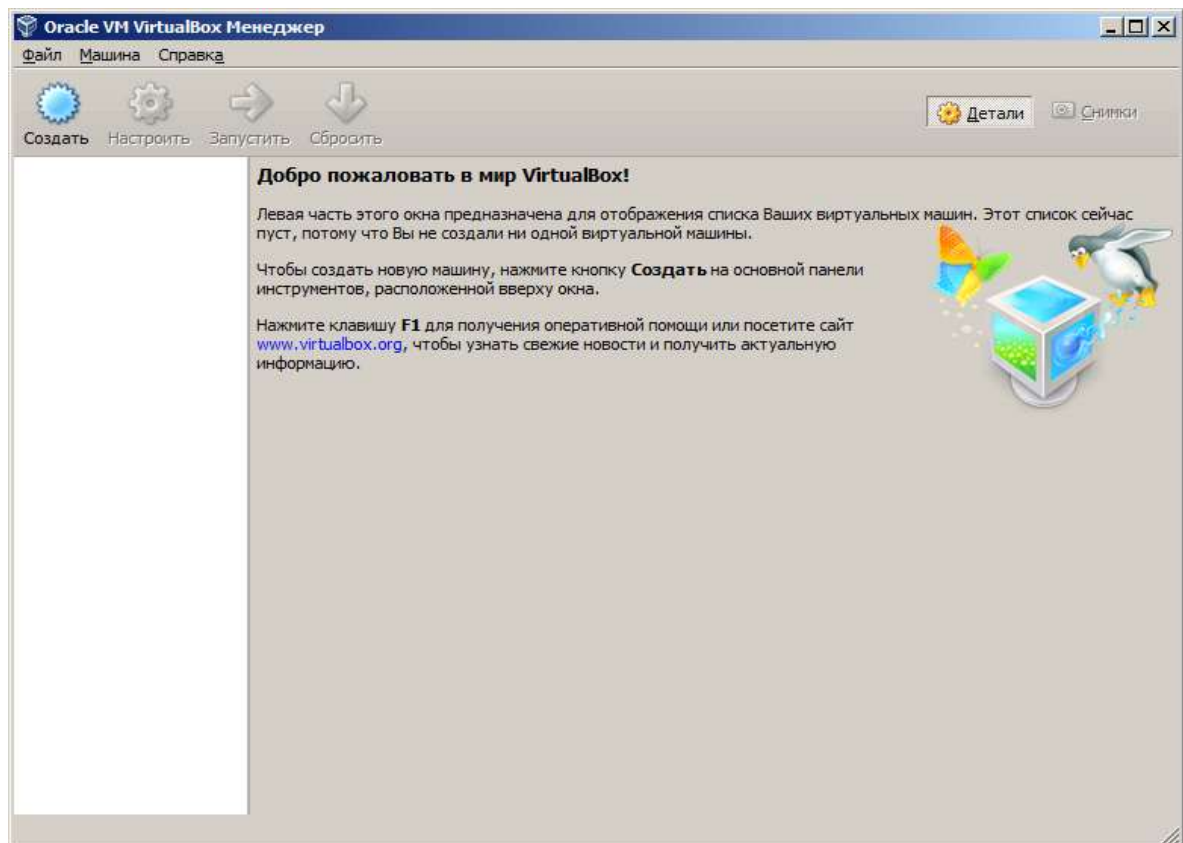 Oracle VM VirtualBox Менеджер
Файл Машина Справка
Создать Настроить Запустить Сбросить Детали Снимки
Добро пожаловать в мир VirtualBox!
Левая часть этого окна предназначена для отображения списка Ваших виртуальных машин. Этот список сейчас
пуст, потому что Вы не создали ни одной виртуальной машины.
Чтобы создать новую машину, нажмите кнопку Создать на основной панели
инструментов, расположенной вверху окна.
Нажмите клавишу F1 для получения оперативной помощи или посетите сайт
www.virtualbox.org, чтобы узнать свежие новости и получить актуальную
информацию.